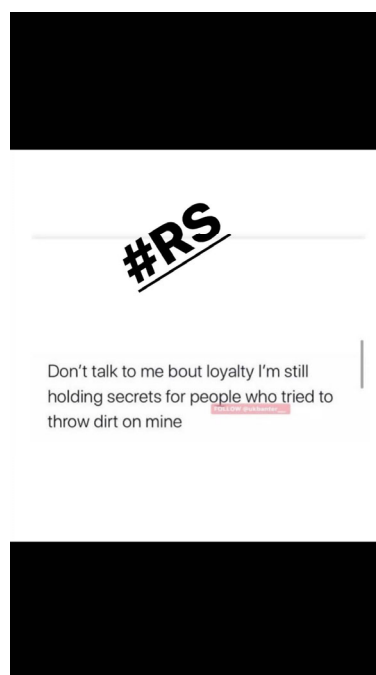 #RS
Don't talk to me bout loyalty I'm still
holding secrets for people who tried to
throw dirt on mine